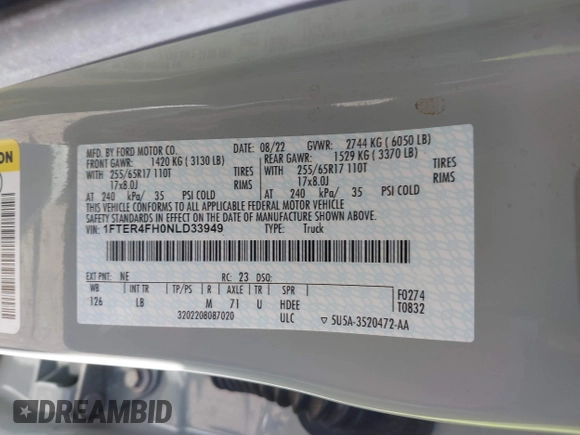 ON
MFD. BY FORD MOTOR CO.
DATE: 08/22 GVWR: 2744 KG ( 6050 LB)
FRONT GAWR: 1420 KG ( 3130 LB)
REAR GAWR: 1529 KG ( 3370 LB)
WITH 255/65R17 110T TIRES
17x8.0J RIMS
WITH 255/65R17 110T TIRES
17x8.0J RIMS
AT 240 kPa/ 35 PSI COLD
AT 240 kPa/ 35 PSI COLD
THIS VEHICLE CONFORMS TO ALL APPLICABLE FEDERAL MOTOR VEHICLE
SAFETY STANDARDS IN EFFECT ON THE DATE OF MANUFACTURE SHOWN ABOVE.
VIN: 1FTER4FH0NLD33949 TYPE: Truck
EXT PNT: NE RC: 23 DSO:
WB INT TR TP/PS R AXLE TR SPR
126 LB M 71 U HDEE
3202208087020 ULC
F0274
T0832
▽ 5U5A-3520472-AA
DREAMBID